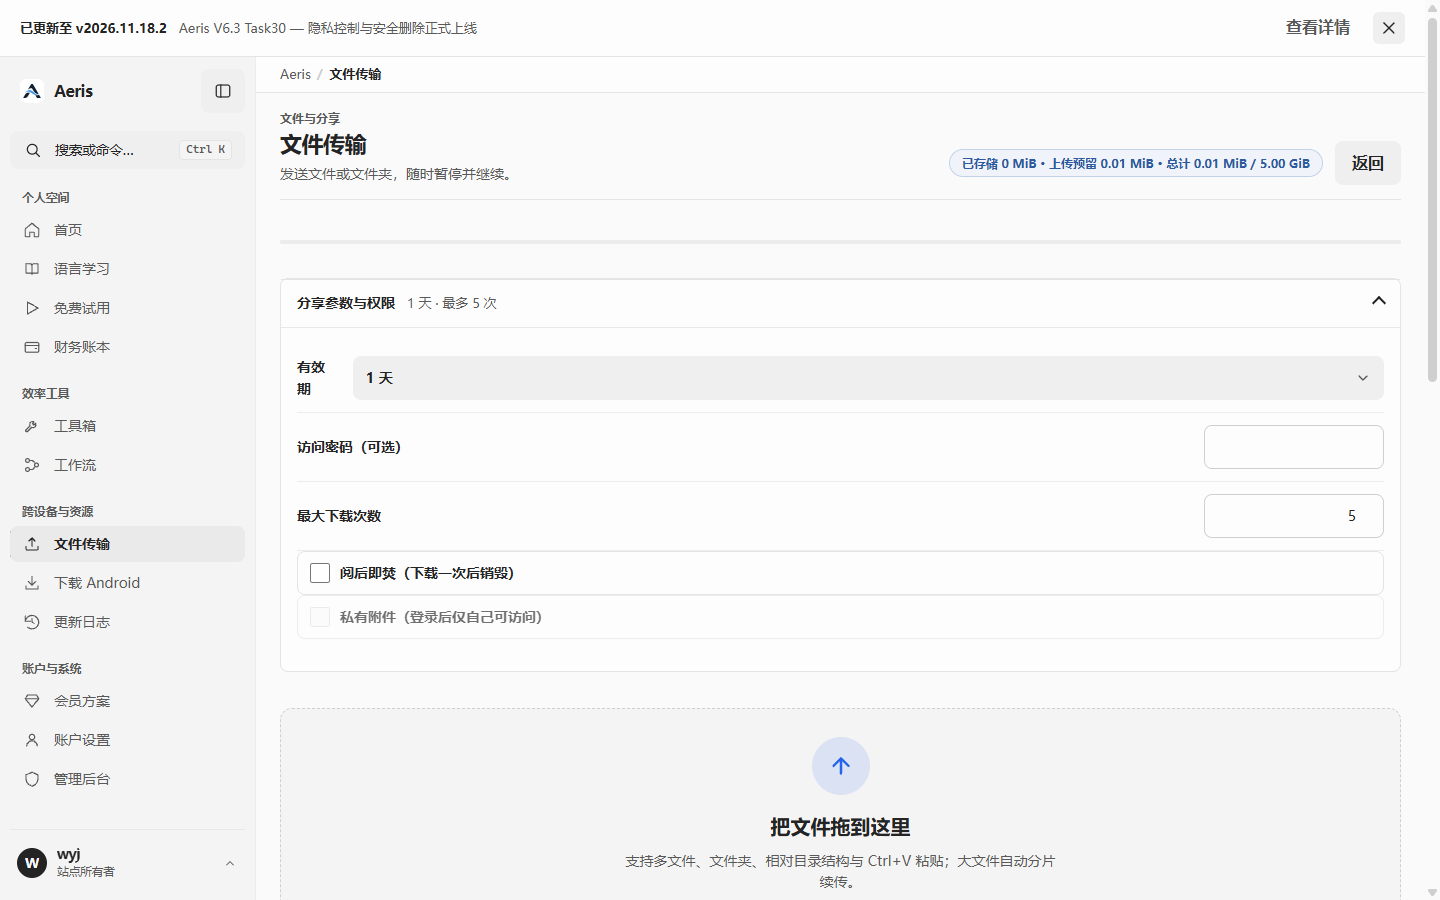 已更新至 v2026.11.18.2 Aeris V6.3 Task30 — 隐私控制与安全删除正式上线
查看详情
Aeris
搜索或命令... Ctrl K
个人空间
首页
语言学习
免费试用
财务账本
效率工具
工具箱
工作流
跨设备与资源
文件传输
下载 Android
更新日志
账户与系统
会员方案
账户设置
管理后台
W
wyj
站点所有者
Aeris / 文件传输
文件与分享
文件传输
发送文件或文件夹，随时暂停并继续。
已存储 0 MiB • 上传预留 0.01 MiB • 总计 0.01 MiB / 5.00 GiB
返回
分享参数与权限 1 天 · 最多 5 次
有效
期
1 天
访问密码（可选）
最大下载次数
5
阅后即焚（下载一次后销毁）
私有附件（登录后仅自己可访问）
把文件拖到这里
支持多文件、文件夹、相对目录结构与 Ctrl+V 粘贴；大文件自动分片
续传。